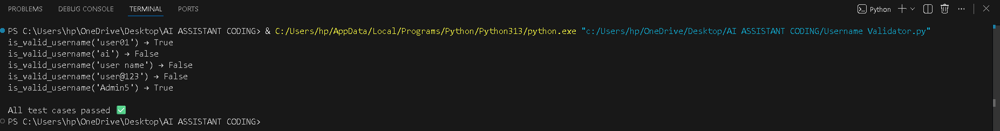 PROBLEMS DEBUG CONSOLE TERMINAL PORTS Python
PS C:\Users\hp\OneDrive\Desktop\AI ASSISTANT CODING> & C:/Users/hp/AppData/Local/Programs/Python/Python313/python.exe "c:/Users/hp/OneDrive/Desktop/AI ASSISTANT CODING/Username Validator.py"
is_valid_username('user01') → True
is_valid_username('ai') → False
is_valid_username('user name') → False
is_valid_username('user@123') → False
is_valid_username('Admin5') → True
All test cases passed ✅
PS C:\Users\hp\OneDrive\Desktop\AI ASSISTANT CODING>